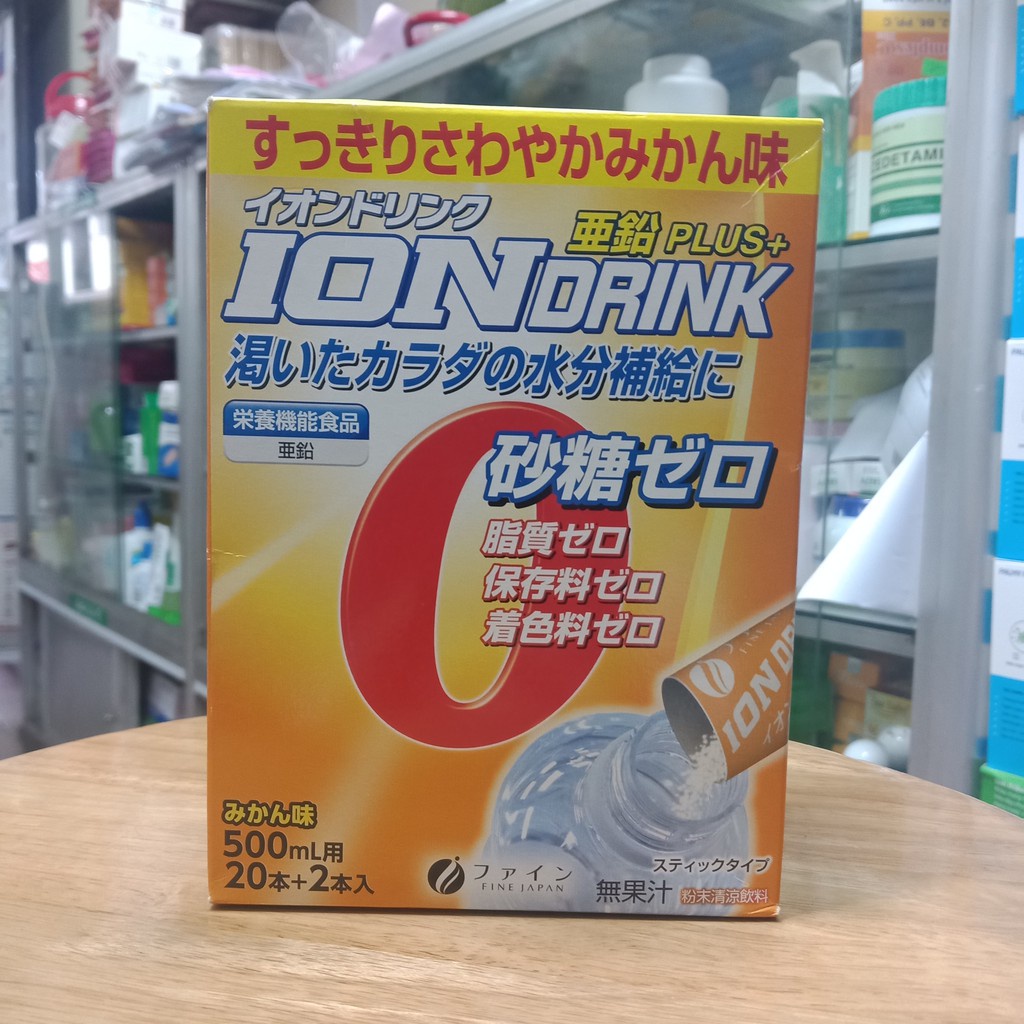 すっきりさわやかみかん味
イオンドリンク
亜鉛 PLUS+
IONDRINK
渇いたカラダの水分補給に
栄養機能食品
亜鉛
0
砂糖ゼロ
脂質ゼロ
保存料ゼロ
着色料ゼロ
ION DR
みかん味
500mL用
20本+2本入
ファイン
FINE JAPAN
スティックタイプ
無果汁
粉末清涼飲料